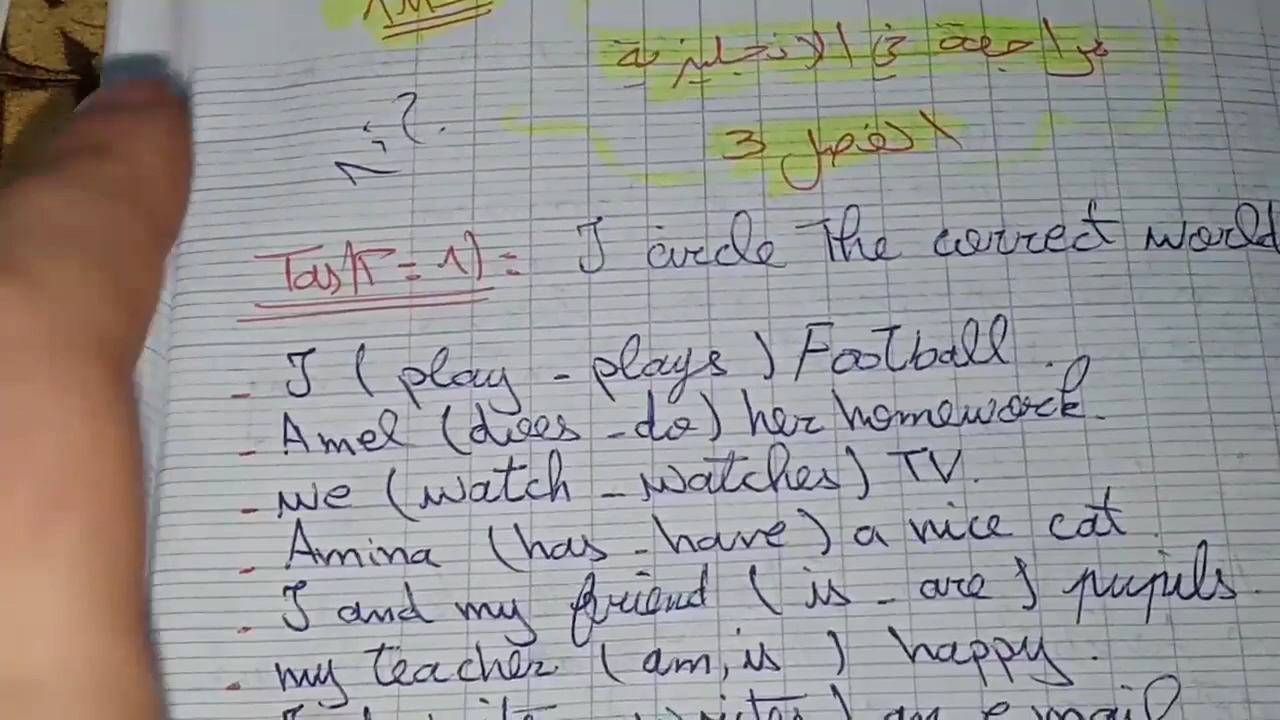 مراجعة في الانجليزية
الفصل 3
Task = 1) = I circle The correct world
- I ( play - plays ) Football .
- Amel (does - do) her homework.
- we (watch - watches) TV.
- Amina (has - have) a nice cat.
- I and my friend ( is - are ) pupils.
- my teacher (am, is ) happy.